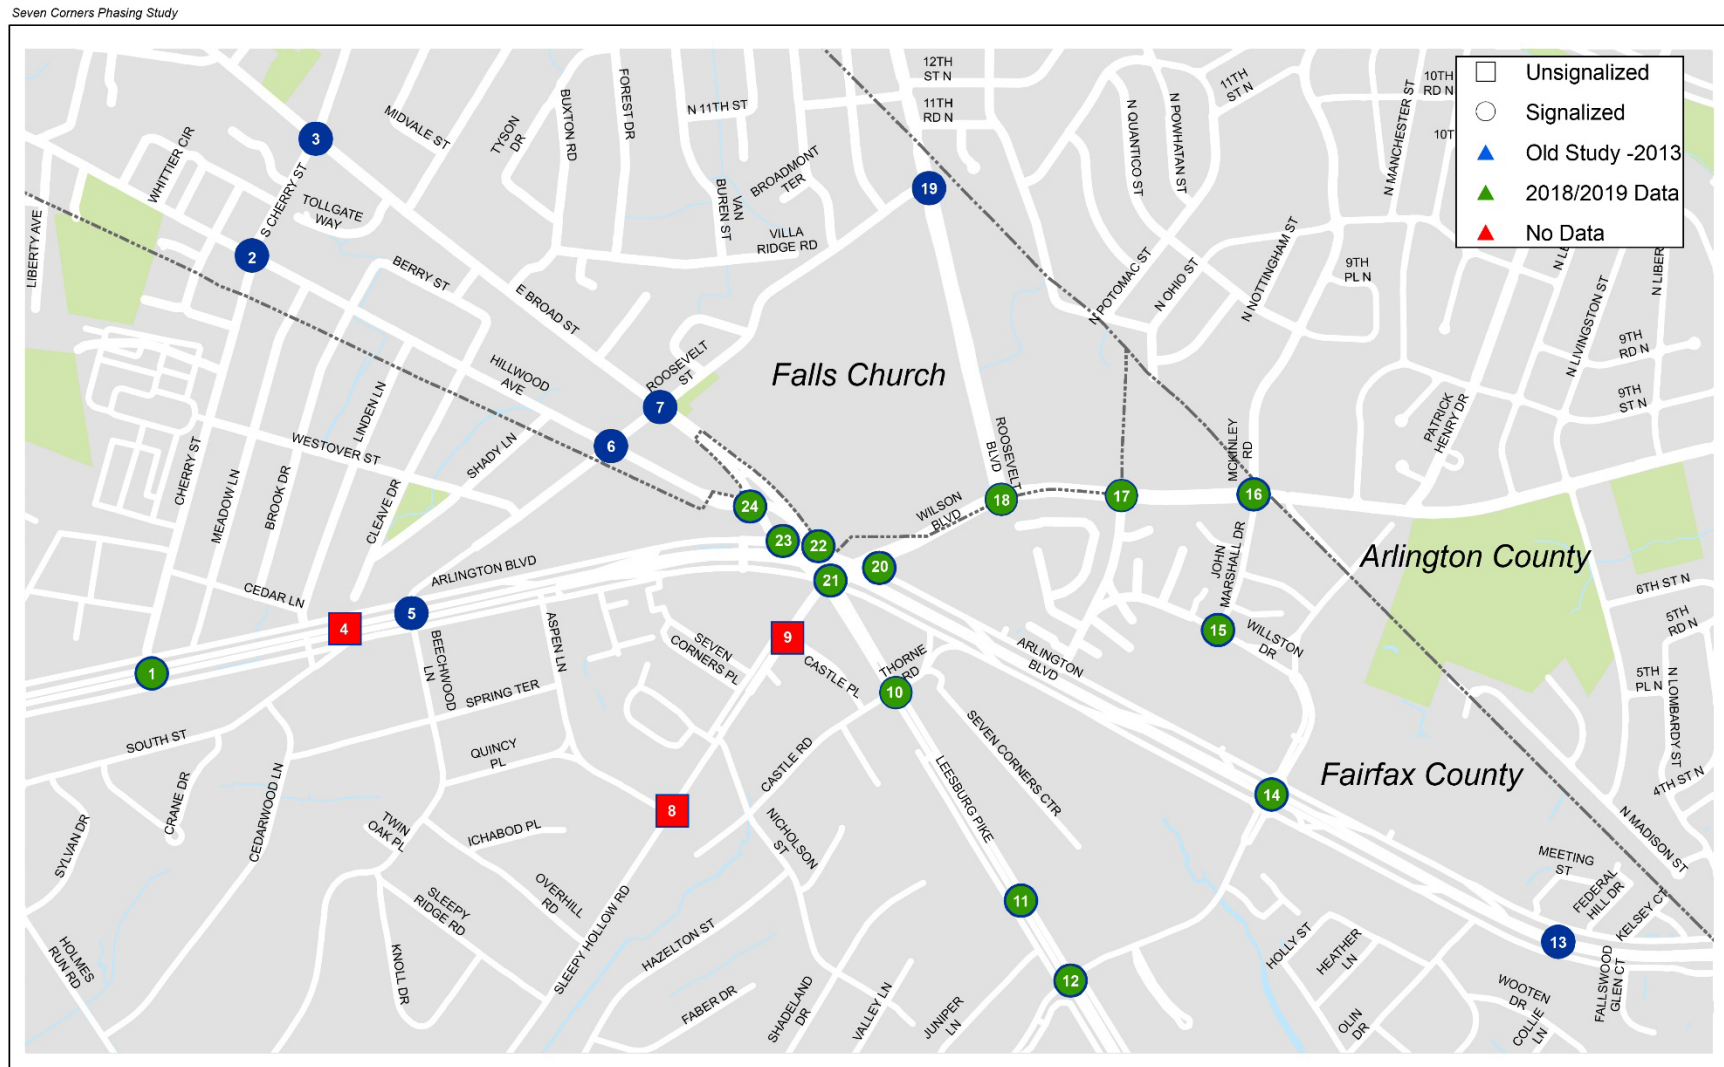 Seven Corners Phasing Study
Unsignalized
Signalized
Old Study -2013
2018/2019 Data
No Data
12TH
ST N
11TH
RD N
11TH
ST N
10TH
RD N
10T
N MANCHESTER ST
N POWHATAN ST
N QUANTICO ST
N 11TH ST
FOREST DR
BUXTON RD
TYSON
DR
MIDVALE ST
3
WHITTIER CIR
S CHERRY ST
TOLLGATE
WAY
LIBERTY AVE
2
BERRY ST
BROADMONT
TER
VAN
BUREN ST
VILLA
RIDGE RD
19
N POTOMAC ST
N OHIO ST
N NOTTINGHAM ST
9TH
PL N
N LE
N LIBER
N LIVINGSTON ST
9TH
RD N
9TH
ST N
E BROAD ST
HILLWOOD
AVE
ROOSEVELT
ST
7
6
Falls Church
LINDEN LN
WESTOVER ST
SHADY LN
CHERRY ST
MEADOW LN
BROOK DR
CLEAVE DR
ROOSEVELT
BLVD
MCKINLEY
RD
PATRICK
HENRY DR
24
23
22
21
20
WILSON
BLVD
18
17
16
JOHN
MARSHALL DR
Arlington County
CEDAR LN
ARLINGTON BLVD
4
5
1
BEECHWOOD
LN
ASPEN LN
SPRING TER
SEVEN
CORNERS PL
9
CASTLE PL
THORNE
RD
10
ARLINGTON
BLVD
15
WILLSTON
DR
6TH ST N
5TH
RD N
5TH
PL N
N LOMBARDY ST
4TH ST N
N MADISON ST
SOUTH ST
QUINCY
PL
CRANE DR
SYLVAN DR
CEDARWOOD LN
TWIN
OAK PL
ICHABOD PL
8
CASTLE RD
SEVEN CORNERS CTR
LEESBURG PIKE
14
Fairfax County
NICHOLSON
ST
OVERHILL
RD
SLEEPY
RIDGE RD
SLEEPY HOLLOW RD
HAZELTON ST
11
MEETING
ST
FEDERAL
HILL DR
KELSEY CT
13
HOLMES
RUN RD
KNOLL DR
FABER DR
SHADELAND
DR
VALLEY LN
JUNIPER
LN
12
HOLLY ST
HEATHER
LN
OLIN
DR
WOOTEN
DR
COLLIE
LN
FALLSWOOD
GLEN CT